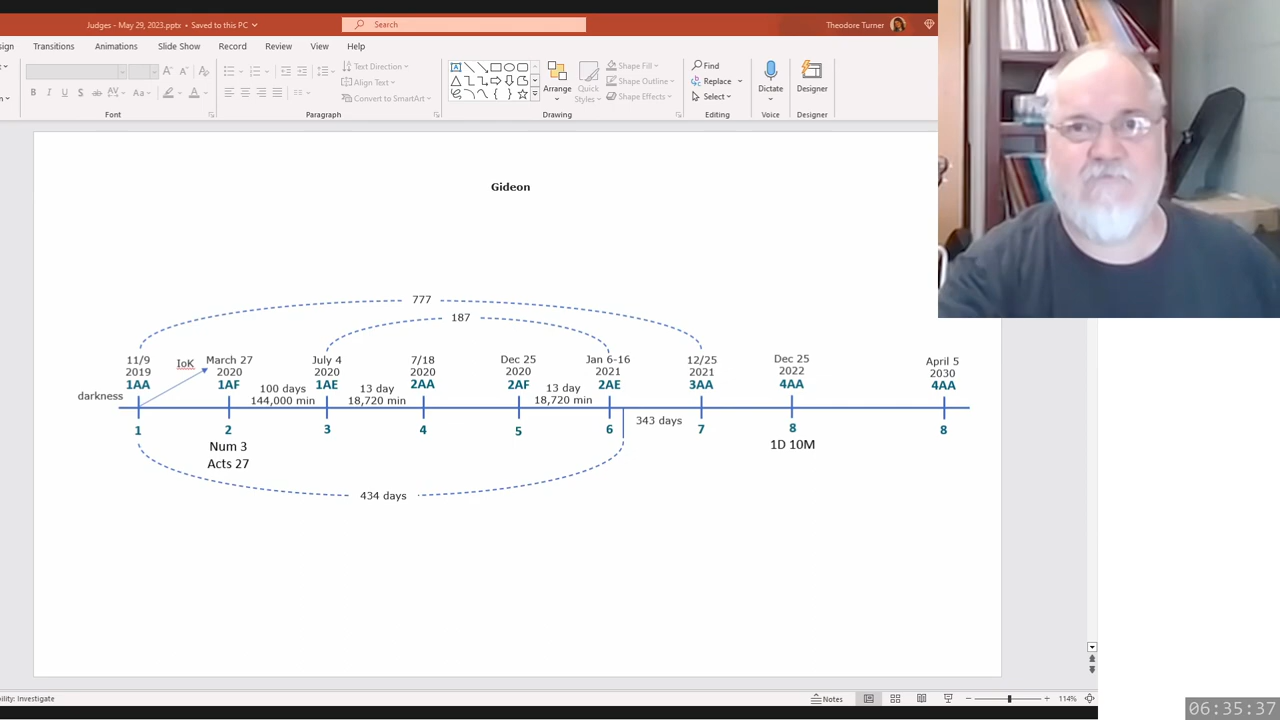 Judges - May 29, 2023.pptx • Saved to this PC
Search
Theodore Turner
sign Transitions Animations Slide Show Record Review View Help
Text Direction
Align Text
Convert to SmartArt
Shape Fill
Shape Outline
Shape Effects
Arrange
Quick
Styles
Find
Replace
Select
Dictate
Designer
Font Paragraph Drawing Editing Voice Designer
Gideon
777
187
11/9
2019
1AA
IoK
March 27
2020
1AF
July 4
2020
1AE
7/18
2020
2AA
Dec 25
2020
2AF
Jan 6-16
2021
2AE
12/25
2021
3AA
Dec 25
2022
4AA
April 5
2030
4AA
darkness
100 days
144,000 min
13 day
18,720 min
13 day
18,720 min
343 days
1 2 3 4 5 6 7 8 8
Num 3
Acts 27
1D 10M
434 days
bility: Investigate
Notes
114%
06:35:37